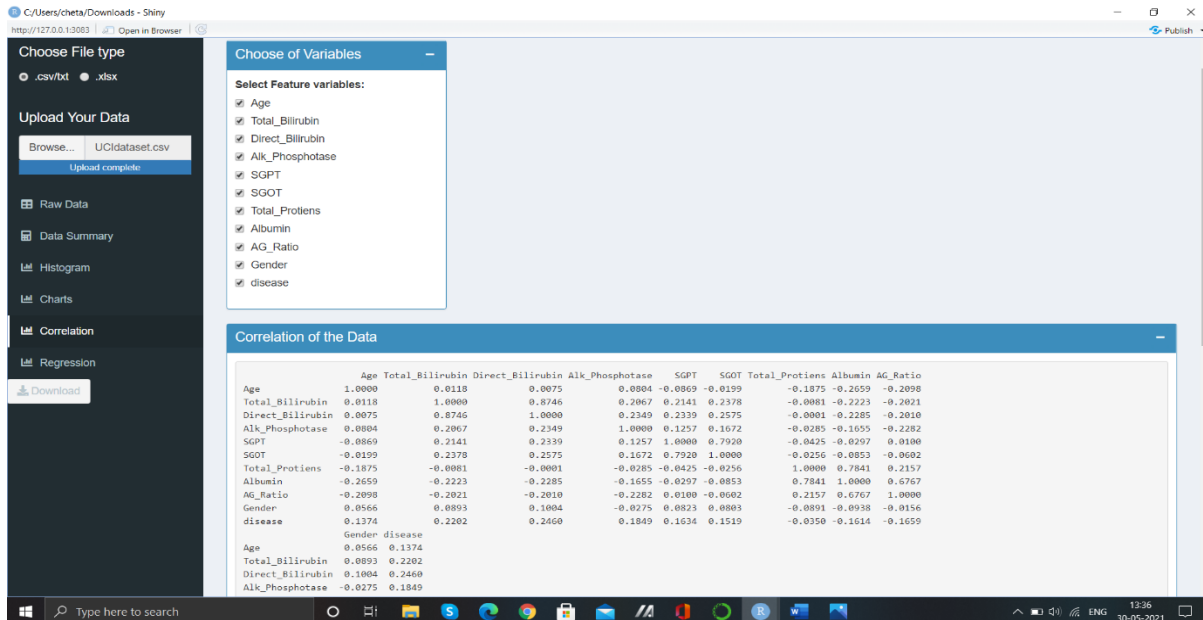 C:/Users/cheta/Downloads - Shiny
http://127.0.0.1:3083 Open in Browser Publish
Choose File type
.csv/txt .xlsx
Upload Your Data
Browse... UCIdataset.csv
Upload complete
Raw Data
Data Summary
Histogram
Charts
Correlation
Regression
Download
Choose of Variables
Select Feature variables:
Age
Total_Bilirubin
Direct_Bilirubin
Alk_Phosphotase
SGPT
SGOT
Total_Protiens
Albumin
AG_Ratio
Gender
disease
Correlation of the Data
Age Total_Bilirubin Direct_Bilirubin Alk_Phosphotase SGPT SGOT Total_Protiens Albumin AG_Ratio
Age 1.0000 0.0118 0.0075 0.0804 -0.0869 -0.0199 -0.1875 -0.2659 -0.2098
Total_Bilirubin 0.0118 1.0000 0.8746 0.2067 0.2141 0.2378 -0.0081 -0.2223 -0.2021
Direct_Bilirubin 0.0075 0.8746 1.0000 0.2349 0.2339 0.2575 -0.0001 -0.2285 -0.2010
Alk_Phosphotase 0.0804 0.2067 0.2349 1.0000 0.1257 0.1672 -0.0285 -0.1655 -0.2282
SGPT -0.0869 0.2141 0.2339 0.1257 1.0000 0.7920 -0.0425 -0.0297 0.0100
SGOT -0.0199 0.2378 0.2575 0.1672 0.7920 1.0000 -0.0256 -0.0853 -0.0602
Total_Protiens -0.1875 -0.0081 -0.0001 -0.0285 -0.0425 -0.0256 1.0000 0.7841 0.2157
Albumin -0.2659 -0.2223 -0.2285 -0.1655 -0.0297 -0.0853 0.7841 1.0000 0.6767
AG_Ratio -0.2098 -0.2021 -0.2010 -0.2282 0.0100 -0.0602 0.2157 0.6767 1.0000
Gender 0.0566 0.0893 0.1004 -0.0275 0.0823 0.0803 -0.0891 -0.0938 -0.0156
disease 0.1374 0.2202 0.2460 0.1849 0.1634 0.1519 -0.0350 -0.1614 -0.1659
Gender disease
Age 0.0566 0.1374
Total_Bilirubin 0.0893 0.2202
Direct_Bilirubin 0.1004 0.2460
Alk_Phosphotase -0.0275 0.1849
Type here to search
ENG
13:36
30-05-2021